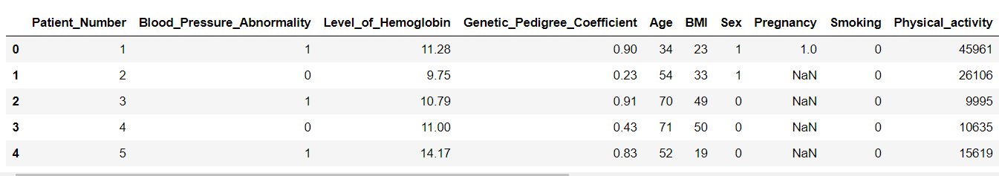 Patient_Number Blood_Pressure_Abnormality Level_of_Hemoglobin Genetic_Pedigree_Coefficient Age BMI Sex Pregnancy Smoking Physical_activity
0 1 1 11.28 0.90 34 23 1 1.0 0 45961
1 2 0 9.75 0.23 54 33 1 NaN 0 26106
2 3 1 10.79 0.91 70 49 0 NaN 0 9995
3 4 0 11.00 0.43 71 50 0 NaN 0 10635
4 5 1 14.17 0.83 52 19 0 NaN 0 15619